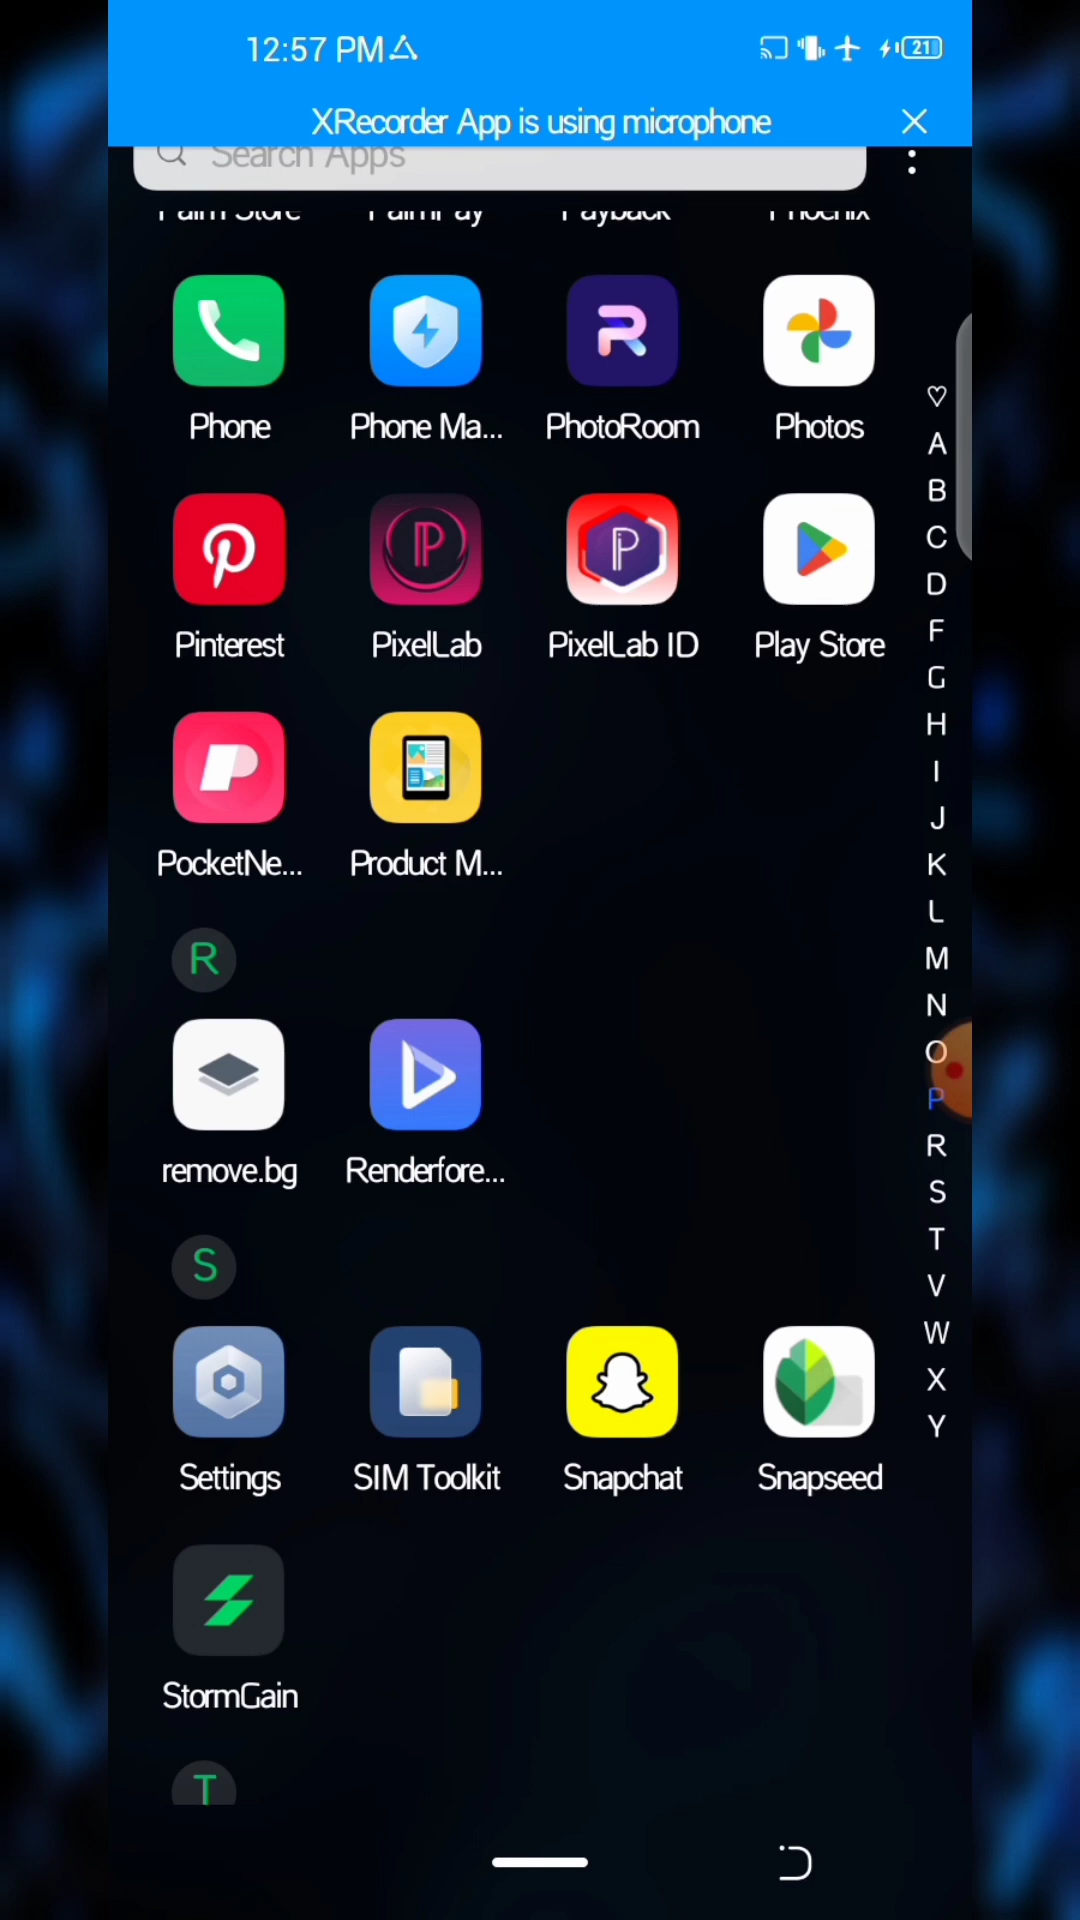 12:57 PM
21
XRecorder App is using microphone
Search Apps
Palm Store PalmPay Payback Phoenix
Phone Phone Ma... PhotoRoom Photos
Pinterest PixelLab PixelLab ID Play Store
PocketNe... Product M...
R
remove.bg Renderfore...
S
Settings SIM Toolkit Snapchat Snapseed
StormGain
T
A
B
C
D
F
G
H
I
J
K
L
M
N
O
P
R
S
T
V
W
X
Y